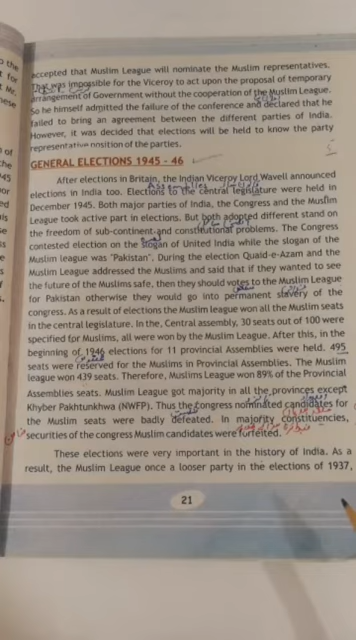 accepted that Muslim League will nominate the Muslim representatives.
That was impossible for the Viceroy to act upon the proposal of temporary
arrangement of Government without the cooperation of the Muslim League.
So he himself admitted the failure of the conference and declared that he
failed to bring an agreement between the different parties of India.
However, it was decided that elections will be held to know the party
representative position of the parties.
GENERAL ELECTIONS 1945 - 46
After elections in Britain, the Indian Viceroy Lord Wavell announced
elections in India too. Elections to the central legislature were held in
December 1945. Both major parties of India, the Congress and the Muslim
League took active part in elections. But both adopted different stand on
the freedom of sub-continent and constitutional problems. The Congress
contested election on the slogan of United India while the slogan of the
Muslim league was "Pakistan". During the election Quaid-e-Azam and the
Muslim League addressed the Muslims and said that if they wanted to see
the future of the Muslims safe, then they should votes to the Muslim League
for Pakistan otherwise they would go into permanent slavery of the
congress. As a result of elections the Muslim league won all the Muslim seats
in the central legislature. In the, Central assembly, 30 seats out of 100 were
specified for Muslims, all were won by the Muslim League. After this, in the
beginning of 1946 elections for 11 provincial Assemblies were held. 495
seats were reserved for the Muslims in Provincial Assemblies. The Muslim
league won 439 seats. Therefore, Muslims League won 89% of the Provincial
Assemblies seats. Muslim League got majority in all the provinces except
Khyber Pakhtunkhwa (NWFP). Thus the congress nominated candidates for
the Muslim seats were badly defeated. In majority constituencies,
securities of the congress Muslim candidates were forfeited.
These elections were very important in the history of India. As a
result, the Muslim League once a looser party in the elections of 1937,
21